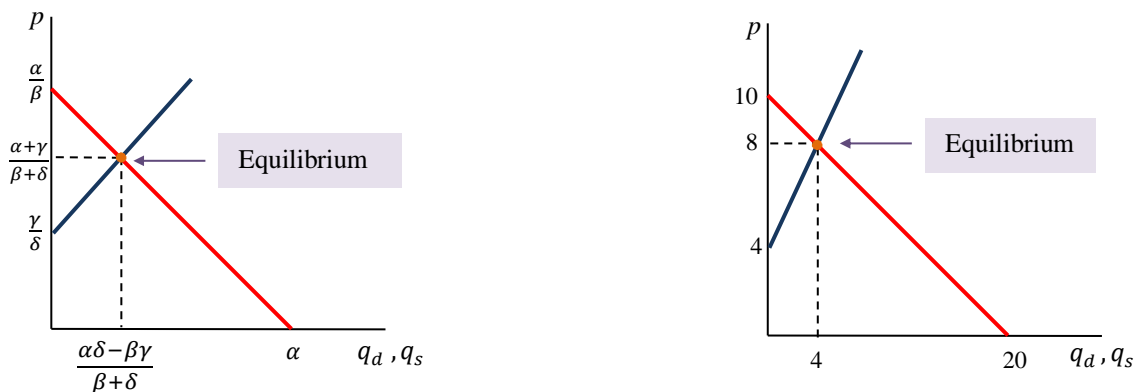 p
α/β
α+γ/β+δ
γ/δ
Equilibrium
αδ−βγ/β+δ
α
q_d , q_s
p
10
8
4
Equilibrium
4
20
q_d , q_s